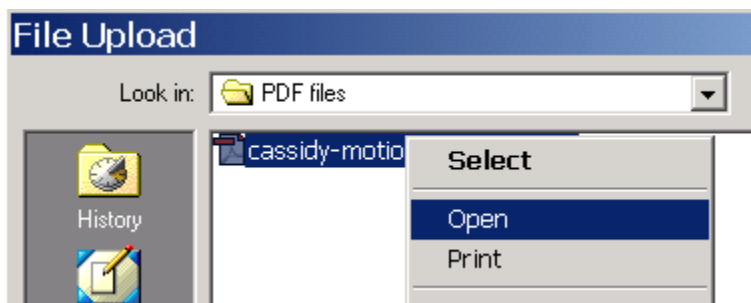 File Upload
Look in: PDF files
cassidy-motio
Select
History
Open
Print